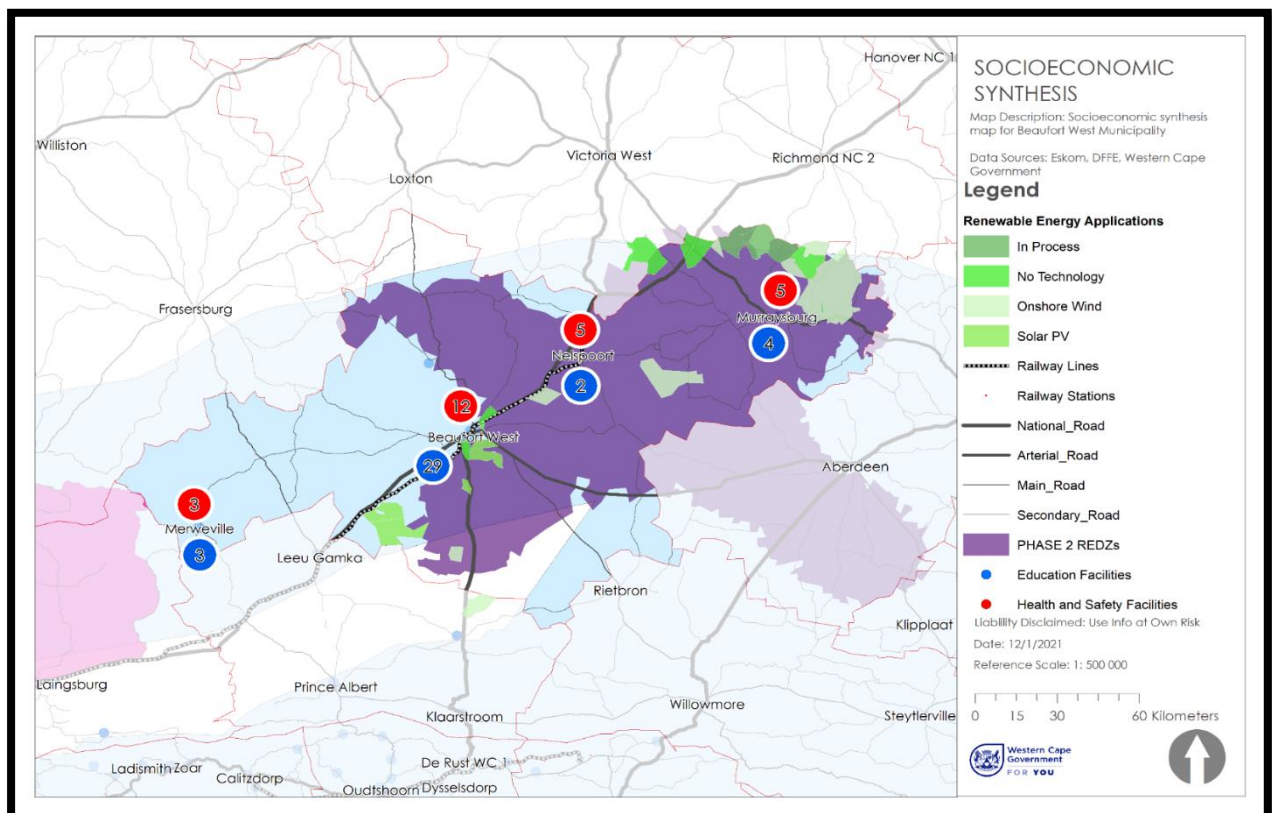 Hanover NC 1
Williston
Victoria West
Richmond NC 2
Loxton
Frasersburg
5
Murraysburg
5
Nelspoort
4
2
12
Beaufort West
29
Aberdeen
3
Merweville
3
Leeu Gamka
Rietbron
Klipplaat
Laingsburg
Prince Albert
Willowmore
Klaarstroom
Steytlerville
De Rust WC 1
Ladismith
Zoar
Calitzdorp
Oudtshoorn
Dysselsdorp
SOCIOECONOMIC
SYNTHESIS
Map Description: Socioeconomic synthesis
map for Beaufort West Municipality
Data Sources: Eskom, DFFE, Western Cape
Government
Legend
Renewable Energy Applications
In Process
No Technology
Onshore Wind
Solar PV
Railway Lines
Railway Stations
National_Road
Arterial_Road
Main_Road
Secondary_Road
PHASE 2 REDZs
Education Facilities
Health and Safety Facilities
Liability Disclaimed: Use Info at Own Risk
Date: 12/1/2021
Reference Scale: 1: 500 000
0 15 30 60 Kilometers
Western Cape
Government
FOR YOU